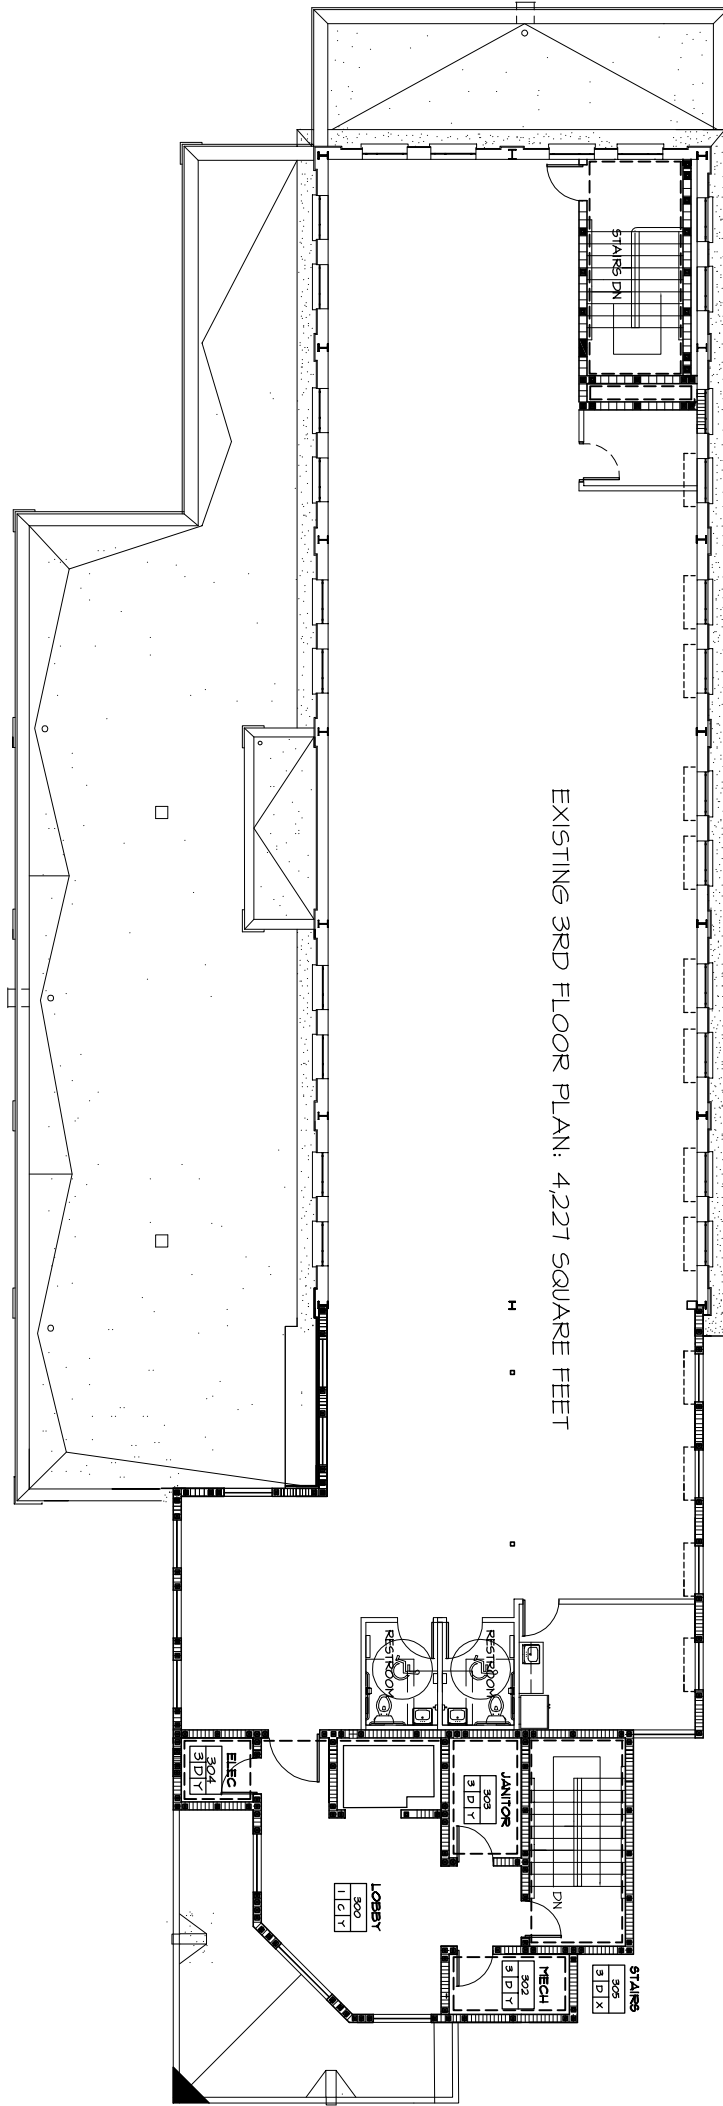 STAIRS DN
EXISTING 3RD FLOOR PLAN: 4,227 SQUARE FEET
RESTROOM
RESTROOM
ELEC
304
3 D Y
JANITOR
303
3 D Y
DN
LOBBY
300
1 C Y
MECH
302
3 D Y
STAIRS
305
3 D X